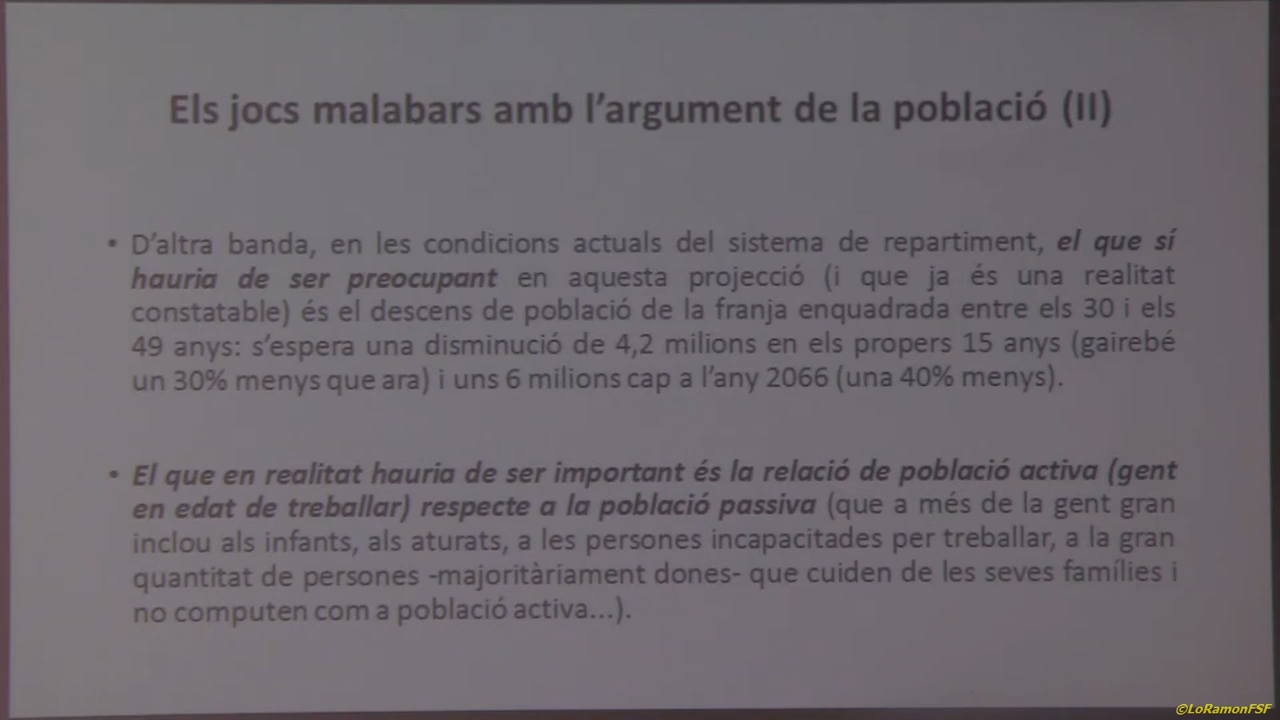 Els jocs malabars amb l'argument de la població (II)
• D'altra banda, en les condicions actuals del sistema de repartiment, el que sí
hauria de ser preocupant en aquesta projecció (i que ja és una realitat
constatable) és el descens de població de la franja enquadrada entre els 30 i els
49 anys: s'espera una disminució de 4,2 milions en els propers 15 anys (gairebé
un 30% menys que ara) i uns 6 milions cap a l'any 2066 (una 40% menys).
• El que en realitat hauria de ser important és la relació de població activa (gent
en edat de treballar) respecte a la població passiva (que a més de la gent gran
inclou als infants, als aturats, a les persones incapacitades per treballar, a la gran
quantitat de persones -majoritàriament dones- que cuiden de les seves famílies i
no computen com a població activa...).
©LoRamonFSF